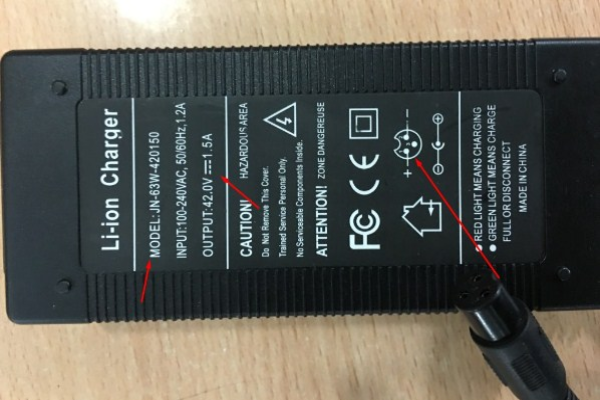 Li-ion Charger
MODEL:JN-63W-420150
INPUT:100-240VAC, 50/60Hz,1.2A
OUTPUT:42.0V⎓1.5A
CAUTION! HAZARDOUS AREA
Do Not Remove This Cover.
Trained Service Personal Only.
No Serviceable Components Inside.
ATTENTION! ZONE DANGEREUSE
FC CE
+ -
RED LIGHT MEANS CHARGING
GREEN LIGHT MEANS CHARGE
FULL OR DISCONNECT
MADE IN CHINA